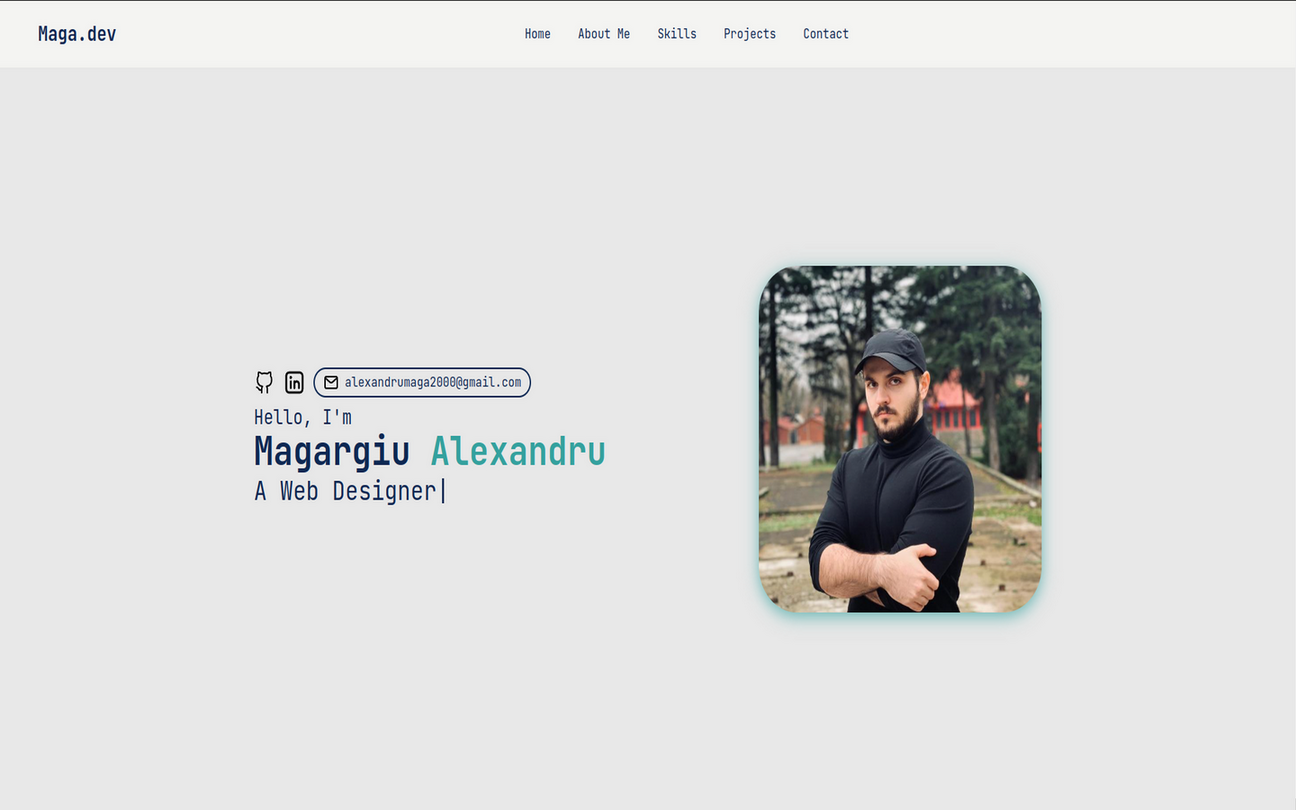 Maga.dev
Home About Me Skills Projects Contact
alexandrumaga2000@gmail.com
Hello, I'm
Magargiu Alexandru
A Web Designer|